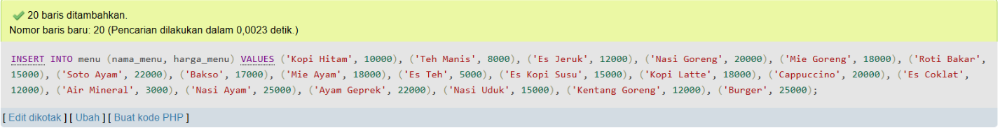 20 baris ditambahkan.
Nomor baris baru: 20 (Pencarian dilakukan dalam 0,0023 detik.)
INSERT INTO menu (nama_menu, harga_menu) VALUES ('Kopi Hitam', 10000), ('Teh Manis', 8000), ('Es Jeruk', 12000), ('Nasi Goreng', 20000), ('Mie Goreng', 18000), ('Roti Bakar',
15000), ('Soto Ayam', 22000), ('Bakso', 17000), ('Mie Ayam', 18000), ('Es Teh', 5000), ('Es Kopi Susu', 15000), ('Kopi Latte', 18000), ('Cappuccino', 20000), ('Es Coklat',
12000), ('Air Mineral', 3000), ('Nasi Ayam', 25000), ('Ayam Geprek', 22000), ('Nasi Uduk', 15000), ('Kentang Goreng', 12000), ('Burger', 25000);
[ Edit dikotak ] [ Ubah ] [ Buat kode PHP ]